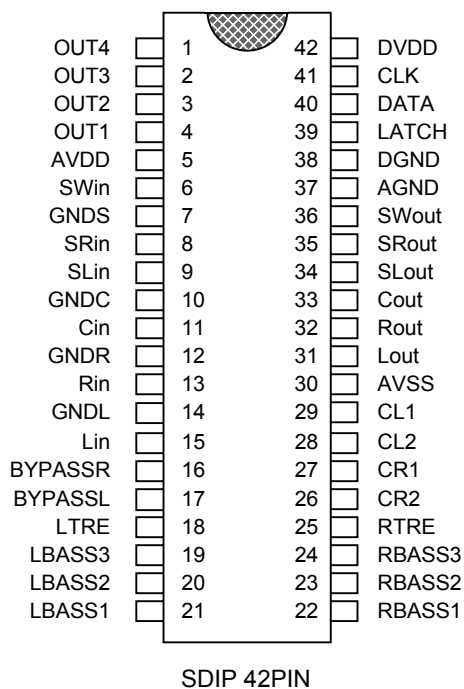 OUT4 1 42 DVDD
OUT3 2 41 CLK
OUT2 3 40 DATA
OUT1 4 39 LATCH
AVDD 5 38 DGND
SWin 6 37 AGND
GNDS 7 36 SWout
SRin 8 35 SRout
SLin 9 34 SLout
GNDC 10 33 Cout
Cin 11 32 Rout
GNDR 12 31 Lout
Rin 13 30 AVSS
GNDL 14 29 CL1
Lin 15 28 CL2
BYPASSR 16 27 CR1
BYPASSL 17 26 CR2
LTRE 18 25 RTRE
LBASS3 19 24 RBASS3
LBASS2 20 23 RBASS2
LBASS1 21 22 RBASS1
SDIP 42PIN